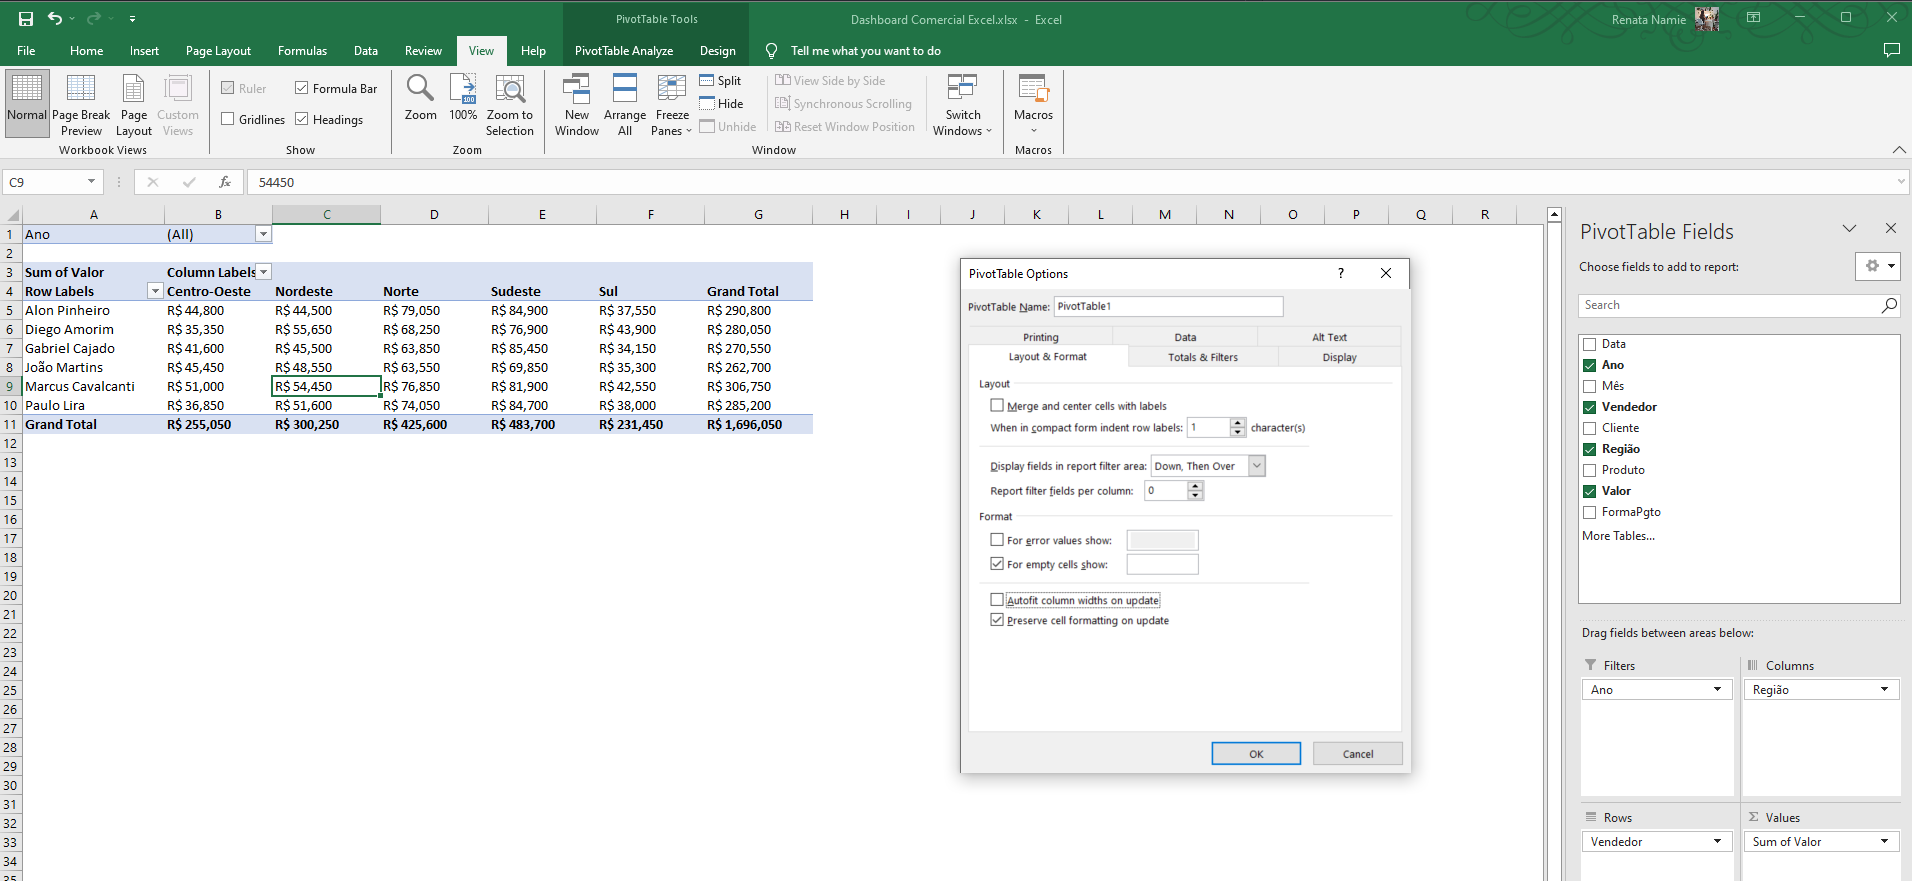 PivotTable Tools
Dashboard Comercial Excel.xlsx - Excel
Renata Namie
File Home Insert Page Layout Formulas Data Review View Help PivotTable Analyze Design Tell me what you want to do
Normal
Page Break Preview
Page Layout
Custom Views
Workbook Views
Ruler
Formula Bar
Gridlines
Headings
Show
Zoom
100
100%
Zoom to Selection
Zoom
New Window
Arrange All
Freeze Panes
Split
Hide
Unhide
View Side by Side
Synchronous Scrolling
Reset Window Position
Switch Windows
Window
Macros
Macros
C9 fx 54450
A B C D E F G H I J K L M N O P Q R
1 Ano (All)
2
3 Sum of Valor Column Labels
4 Row Labels Centro-Oeste Nordeste Norte Sudeste Sul Grand Total
5 Alon Pinheiro R$ 44,800 R$ 44,500 R$ 79,050 R$ 84,900 R$ 37,550 R$ 290,800
6 Diego Amorim R$ 35,350 R$ 55,650 R$ 68,250 R$ 76,900 R$ 43,900 R$ 280,050
7 Gabriel Cajado R$ 41,600 R$ 45,500 R$ 63,850 R$ 85,450 R$ 34,150 R$ 270,550
8 João Martins R$ 45,450 R$ 48,550 R$ 63,550 R$ 69,850 R$ 35,300 R$ 262,700
9 Marcus Cavalcanti R$ 51,000 R$ 54,450 R$ 76,850 R$ 81,900 R$ 42,550 R$ 306,750
10 Paulo Lira R$ 36,850 R$ 51,600 R$ 74,050 R$ 84,700 R$ 38,000 R$ 285,200
11 Grand Total R$ 255,050 R$ 300,250 R$ 425,600 R$ 483,700 R$ 231,450 R$ 1,696,050
12
13
14
15
16
17
18
19
20
21
22
23
24
25
26
27
28
29
30
31
32
33
34
35
PivotTable Options ?
PivotTable Name: PivotTable1
Printing Data Alt Text
Layout & Format Totals & Filters Display
Layout
Merge and center cells with labels
When in compact form indent row labels: 1 character(s)
Display fields in report filter area: Down, Then Over
Report filter fields per column: 0
Format
For error values show:
For empty cells show:
Autofit column widths on update
Preserve cell formatting on update
OK Cancel
PivotTable Fields
Choose fields to add to report:
Search
Data
Ano
Mês
Vendedor
Cliente
Região
Produto
Valor
FormaPgto
More Tables...
Drag fields between areas below:
Filters Columns
Ano Região
Rows Σ Values
Vendedor Sum of Valor